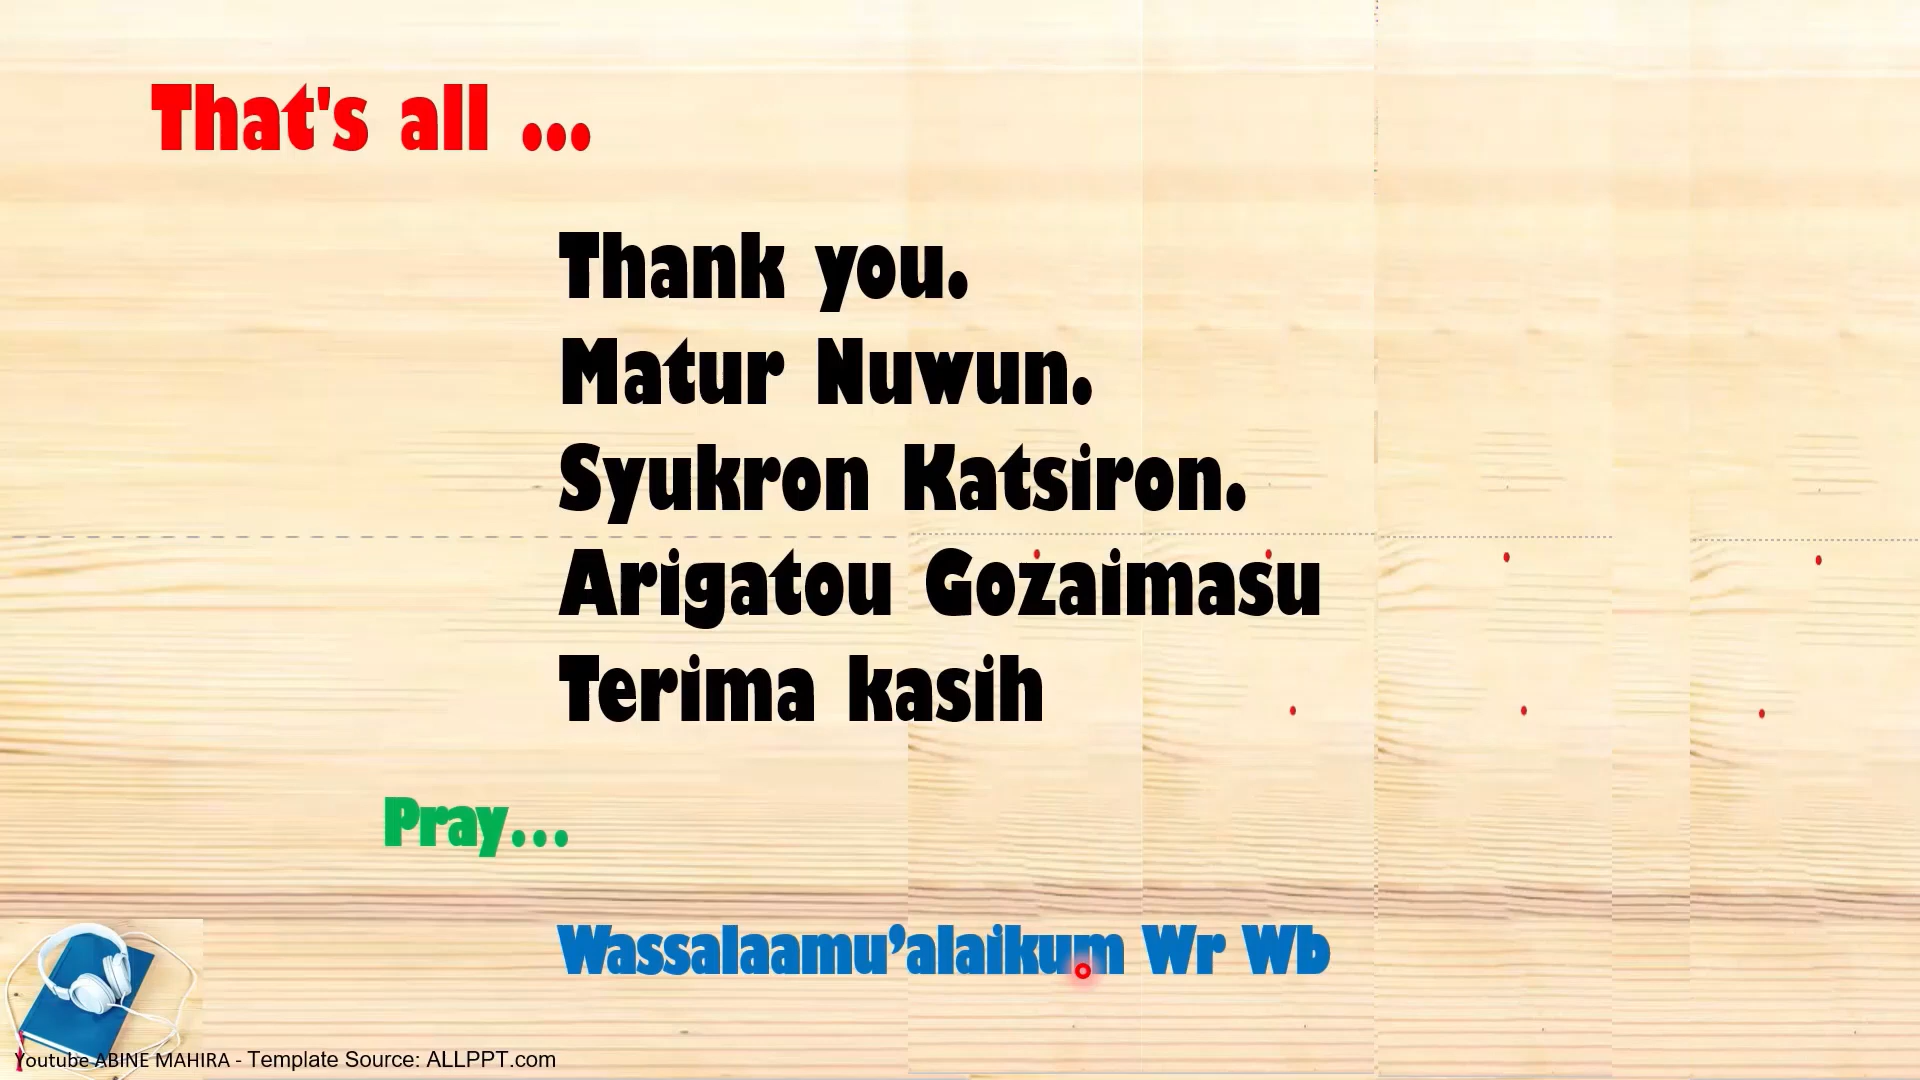 That's all ...
Thank you.
Matur Nuwun.
Syukron Katsiron.
Arigatou Gozaimasu
Terima kasih
Pray...
Wassalaamu’alaikum Wr Wb
Youtube ABINE MAHIRA - Template Source: ALLPPT.com